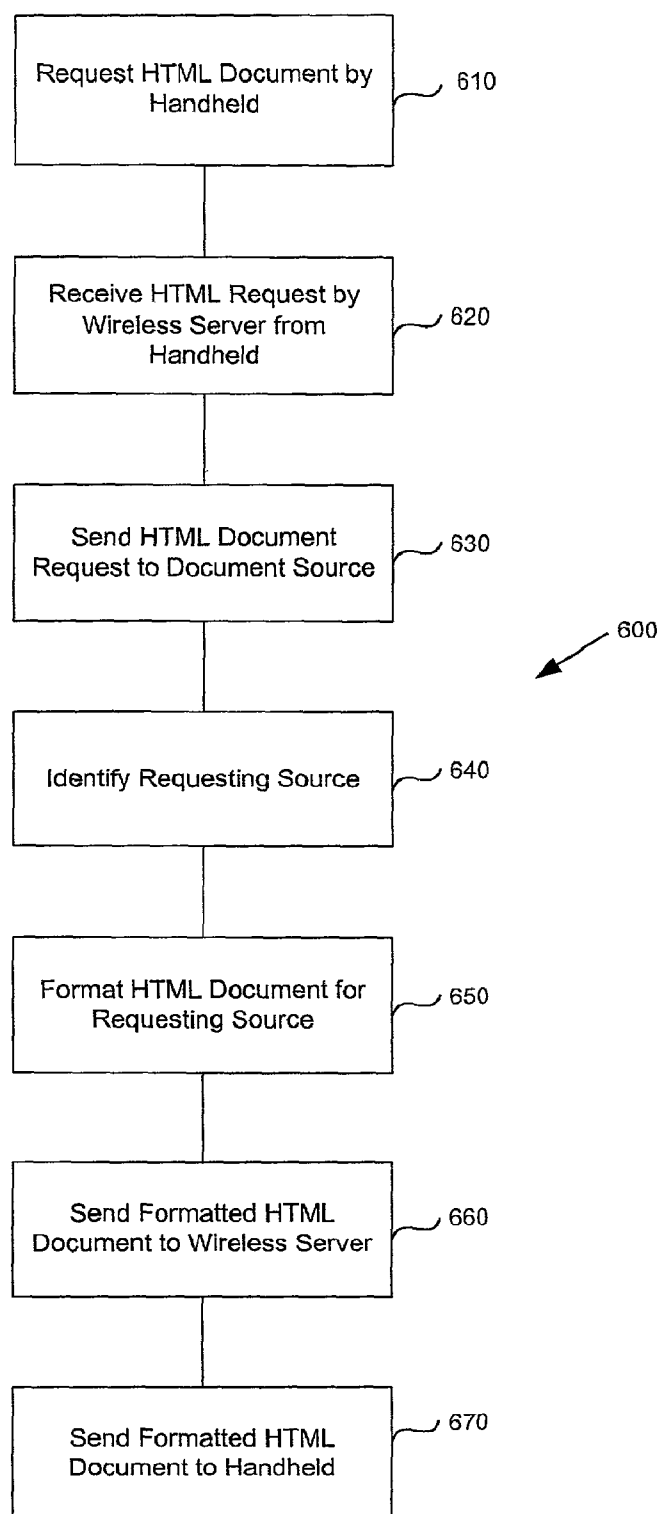 Request HTML Document by
Handheld
610
Receive HTML Request by
Wireless Server from
Handheld
620
Send HTML Document
Request to Document Source
630
600
Identify Requesting Source
640
Format HTML Document for
Requesting Source
650
Send Formatted HTML
Document to Wireless Server
660
Send Formatted HTML
Document to Handheld
670